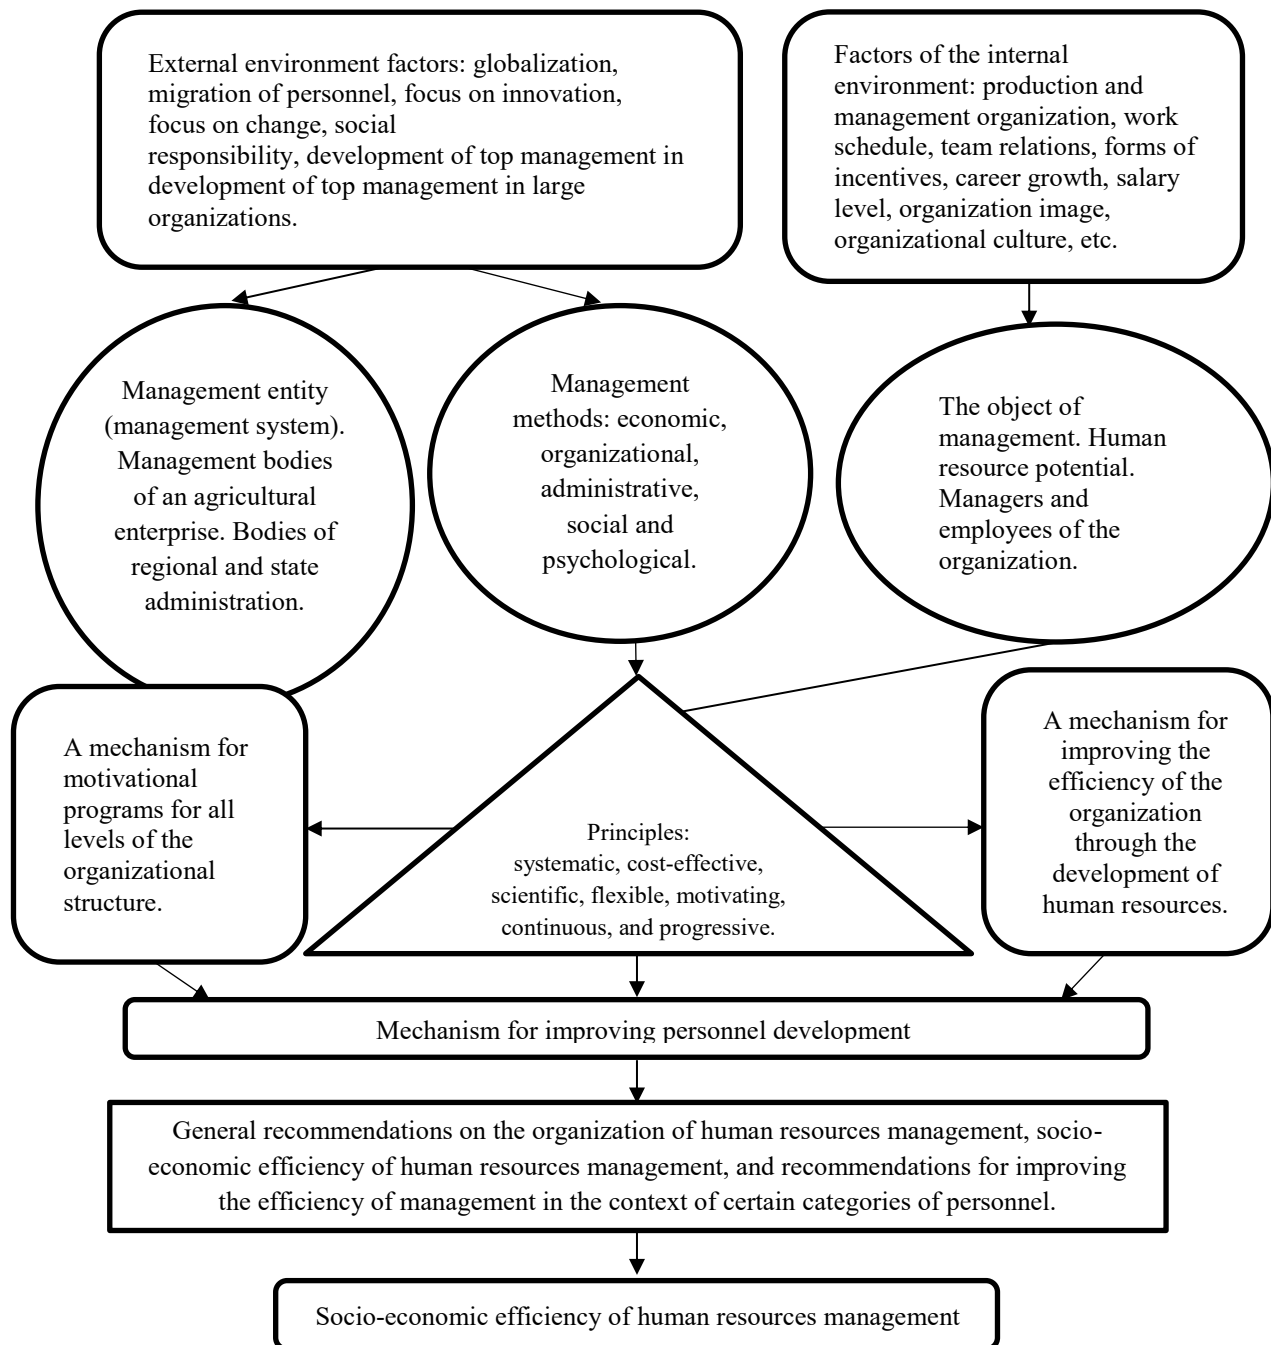 External environment factors: globalization,
migration of personnel, focus on innovation,
focus on change, social
responsibility, development of top management in
development of top management in large
organizations.
Factors of the internal
environment: production and
management organization, work
schedule, team relations, forms of
incentives, career growth, salary
level, organization image,
organizational culture, etc.
Management entity
(management system).
Management bodies
of an agricultural
enterprise. Bodies of
regional and state
administration.
Management
methods: economic,
organizational,
administrative,
social and
psychological.
The object of
management. Human
resource potential.
Managers and
employees of the
organization.
A mechanism for
motivational
programs for all
levels of the
organizational
structure.
Principles:
systematic, cost-effective,
scientific, flexible, motivating,
continuous, and progressive.
A mechanism for
improving the
efficiency of the
organization
through the
development of
human resources.
Mechanism for improving personnel development
General recommendations on the organization of human resources management, socio-
economic efficiency of human resources management, and recommendations for improving
the efficiency of management in the context of certain categories of personnel.
Socio-economic efficiency of human resources management